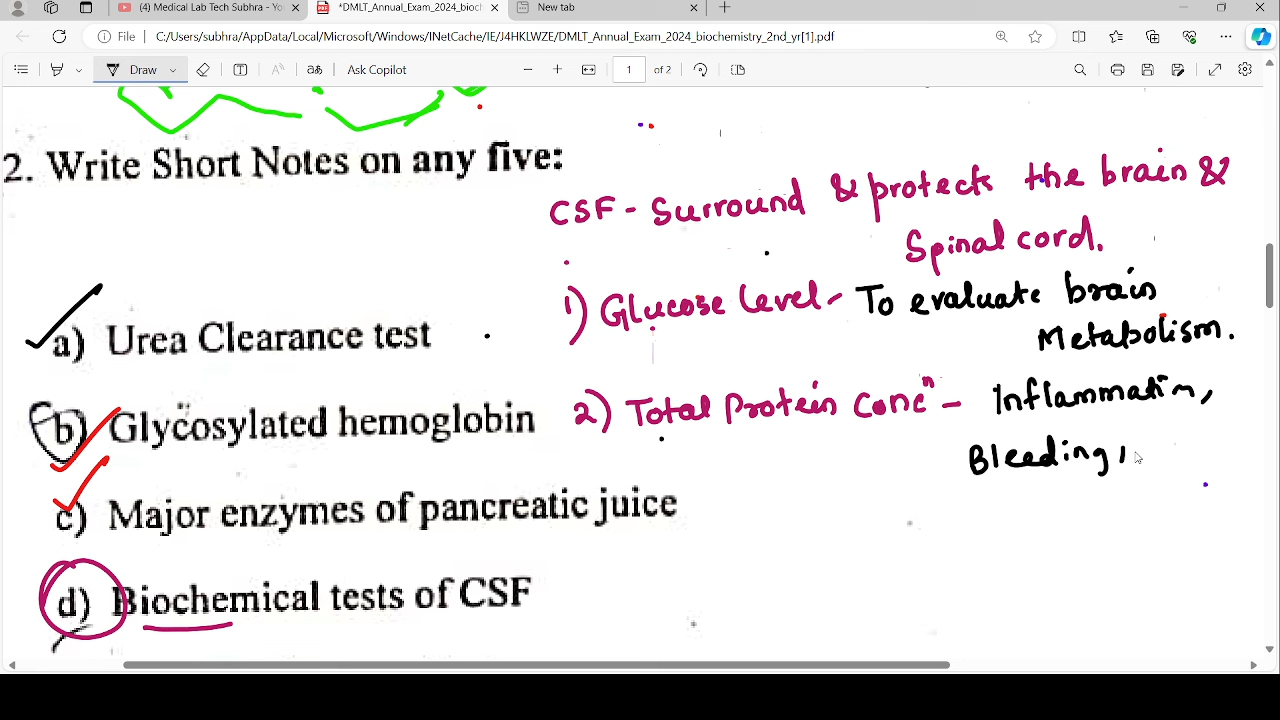 (4) Medical Lab Tech Subhra - Yo
*DMLT_Annual_Exam_2024_bioch
New tab
File
C:/Users/subhra/AppData/Local/Microsoft/Windows/INetCache/IE/J4HKLWZE/DMLT_Annual_Exam_2024_biochemistry_2nd_yr[1].pdf
Draw
Ask Copilot
1 of 2
2. Write Short Notes on any five:
CSF - Surround & protects the brain &
Spinal cord.
1) Glucose level - To evaluate brain
Metabolism.
a) Urea Clearance test
2) Total Protein concⁿ - Inflammatin,
Bleeding,
b) Glycosylated hemoglobin
c) Major enzymes of pancreatic juice
d) Biochemical tests of CSF